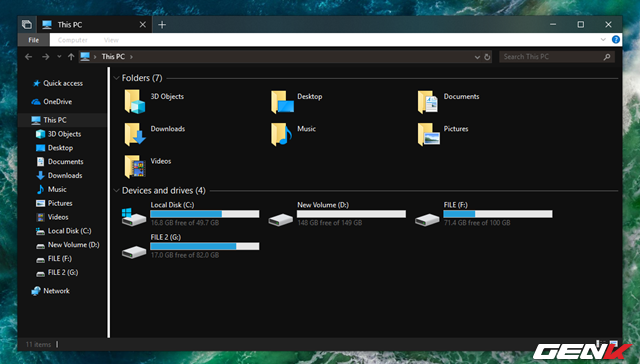 This PC
File Computer View
This PC
Search This PC
Quick access
OneDrive
This PC
3D Objects
Desktop
Documents
Downloads
Music
Pictures
Videos
Local Disk (C:)
New Volume (D:)
FILE (F:)
FILE 2 (G:)
Network
Folders (7)
3D Objects
Desktop
Documents
Downloads
Music
Pictures
Videos
Devices and drives (4)
Local Disk (C:)
16.8 GB free of 49.7 GB
New Volume (D:)
148 GB free of 149 GB
FILE (F:)
71.4 GB free of 100 GB
FILE 2 (G:)
17.0 GB free of 82.0 GB
11 items
GENK